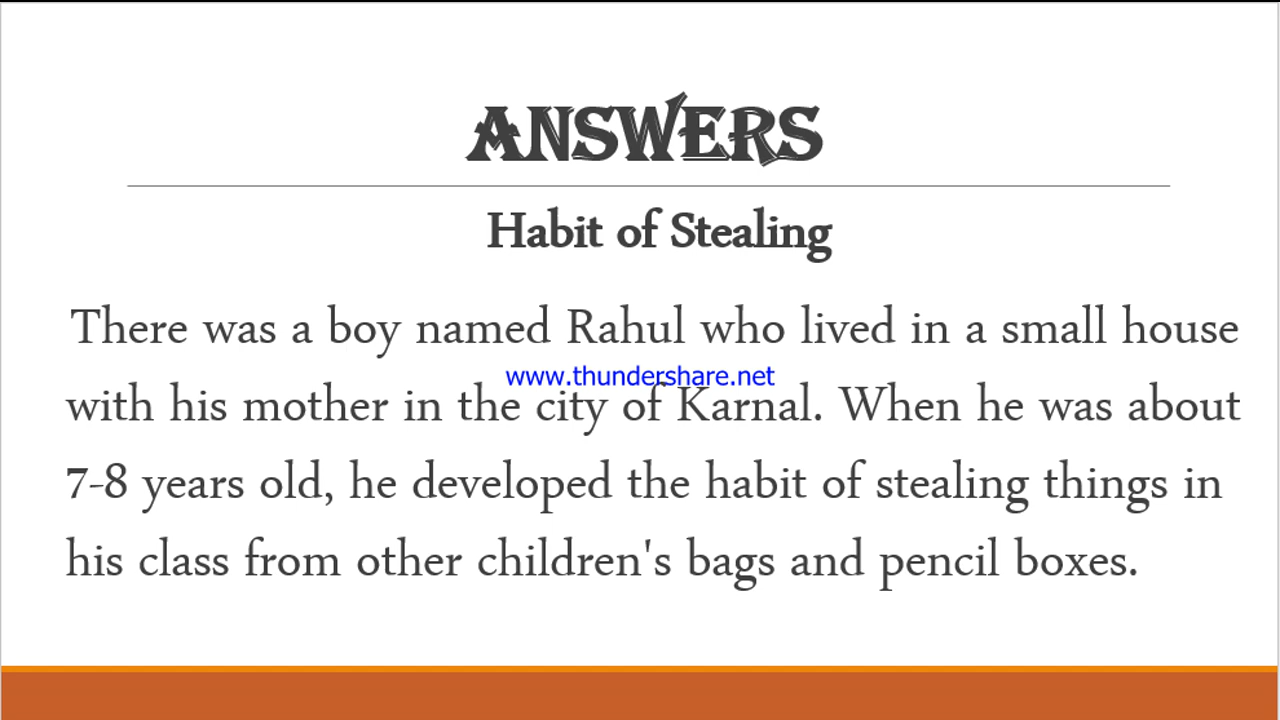 ANSWERS
Habit of Stealing
There was a boy named Rahul who lived in a small house
www.thundershare.net
with his mother in the city of Karnal. When he was about
7-8 years old, he developed the habit of stealing things in
his class from other children's bags and pencil boxes.